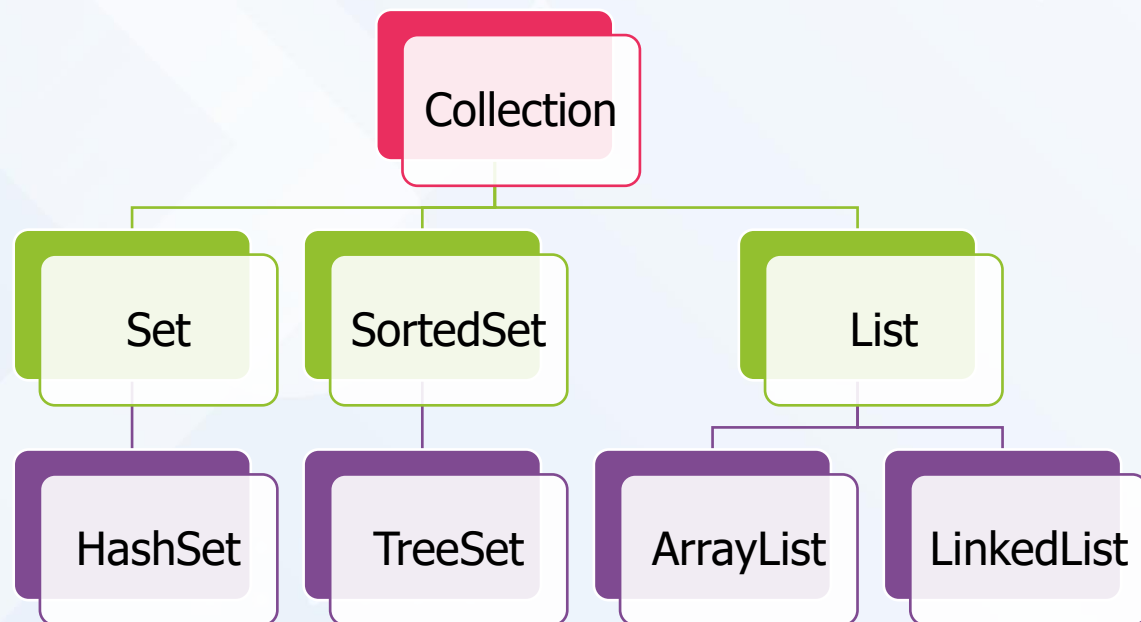 Collection
Set
SortedSet
List
HashSet
TreeSet
ArrayList
LinkedList